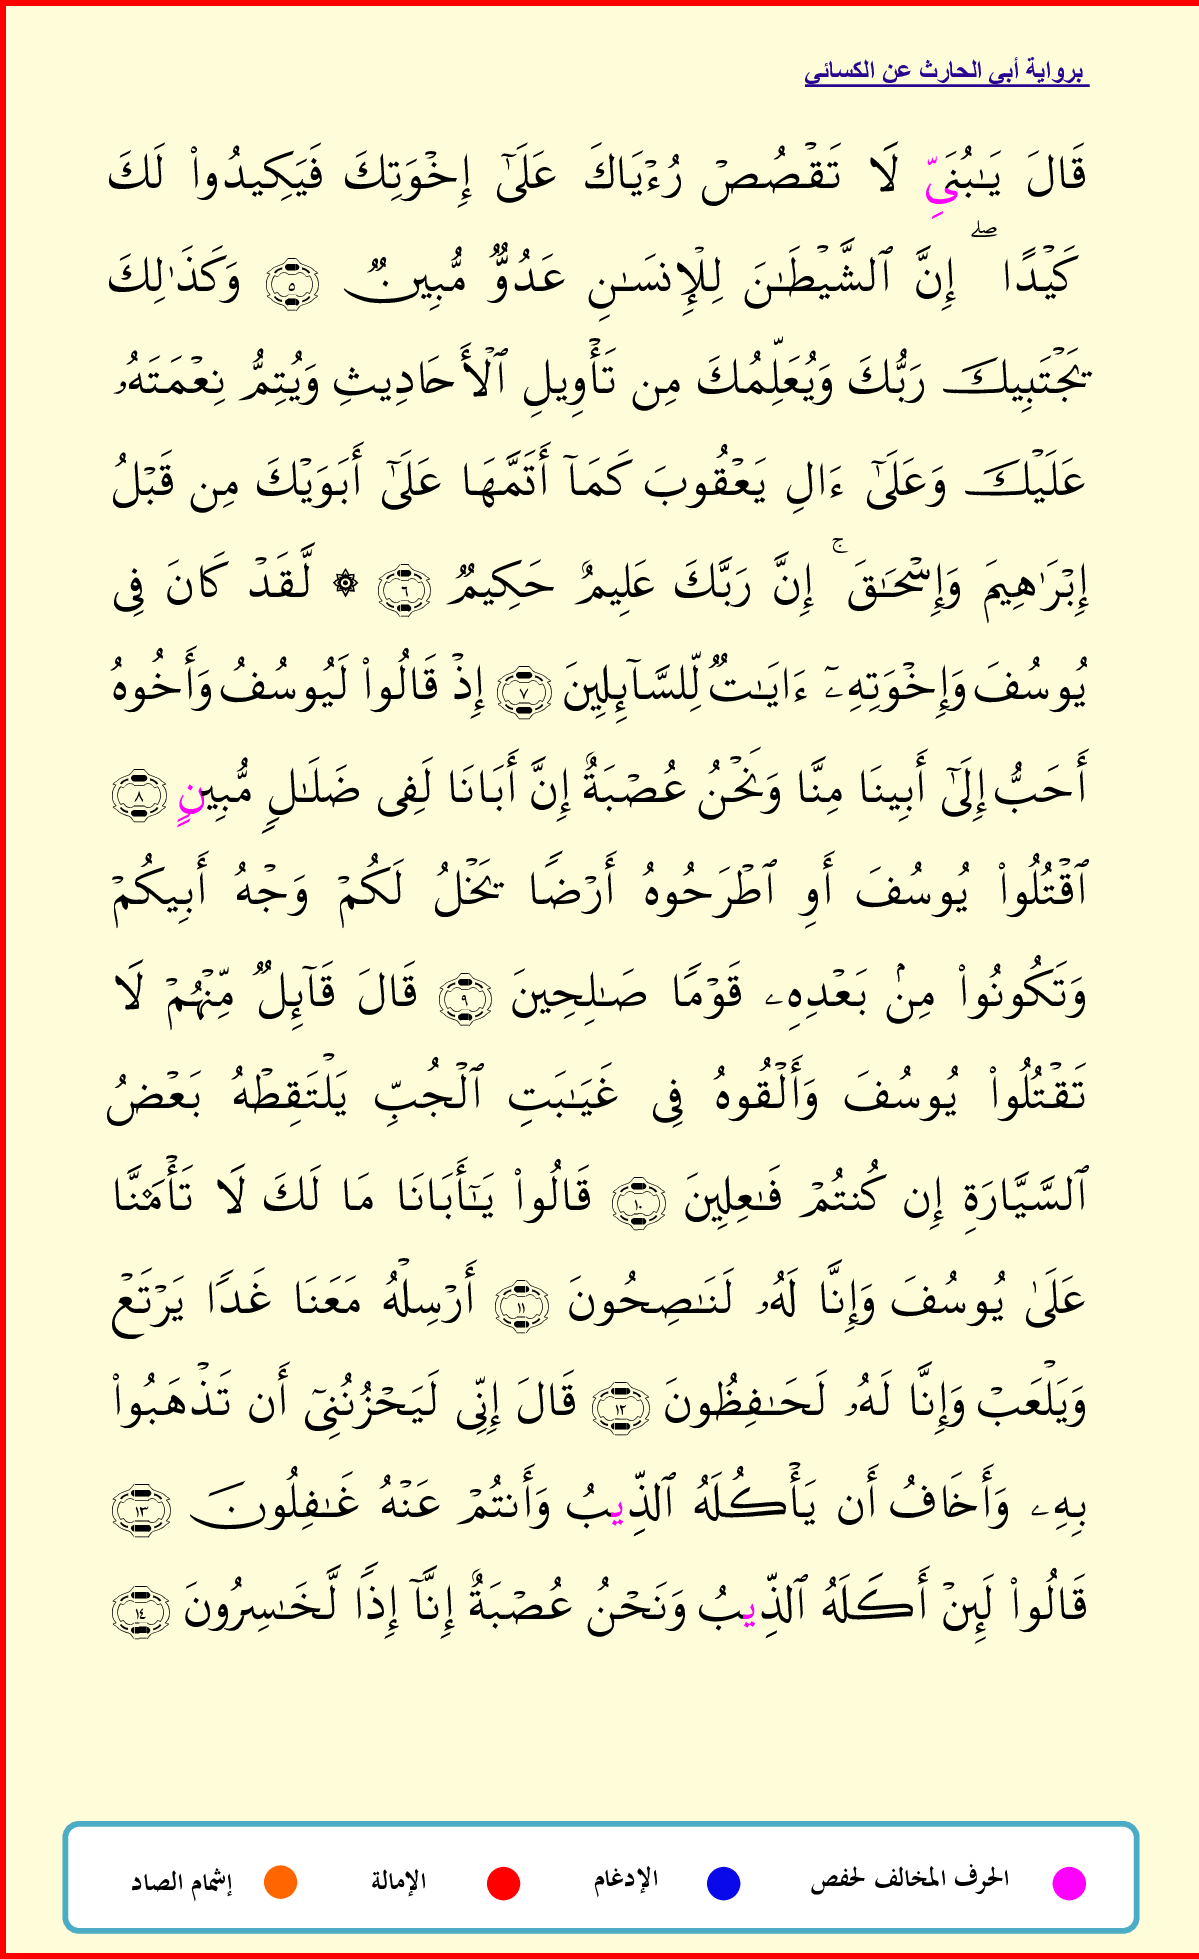 برواية أبي الحارث عن الكسائي
قَالَ يَـٰبُنَيِّ لَا تَقۡصُصۡ رُءۡيَاكَ عَلَىٰٓ إِخۡوَتِكَ فَيَكِيدُواْ لَكَ
كَيۡدًا ۖ إِنَّ ٱلشَّيۡطَـٰنَ لِلۡإِنسَـٰنِ عَدُوٌّ مُّبِينٌ ٥ وَكَذَٰلِكَ
يَجۡتَبِيكَ رَبُّكَ وَيُعَلِّمُكَ مِن تَأۡوِيلِ ٱلۡأَحَادِيثِ وَيُتِمُّ نِعۡمَتَهُۥ
عَلَيۡكَ وَعَلَىٰٓ ءَالِ يَعۡقُوبَ كَمَآ أَتَمَّهَا عَلَىٰٓ أَبَوَيۡكَ مِن قَبۡلُ
إِبۡرَٰهِيمَ وَإِسۡحَـٰقَ ۚ إِنَّ رَبَّكَ عَلِيمٌ حَكِيمٌ ٦ ۞ لَّقَدۡ كَانَ فِي
يُوسُفَ وَإِخۡوَتِهِۦٓ ءَايَـٰتٌ لِّلسَّآئِلِينَ ٧ إِذۡ قَالُواْ لَيُوسُفُ وَأَخُوهُ
أَحَبُّ إِلَىٰٓ أَبِينَا مِنَّا وَنَحۡنُ عُصۡبَةٌ إِنَّ أَبَانَا لَفِي ضَلَـٰلٍ مُّبِينٍ ٨
ٱقۡتُلُواْ يُوسُفَ أَوِ ٱطۡرَحُوهُ أَرۡضًا يَخۡلُ لَكُمۡ وَجۡهُ أَبِيكُمۡ
وَتَكُونُواْ مِنۢ بَعۡدِهِۦ قَوۡمًا صَـٰلِحِينَ ٩ قَالَ قَآئِلٌ مِّنۡهُمۡ لَا
تَقۡتُلُواْ يُوسُفَ وَأَلۡقُوهُ فِي غَيَـٰبَتِ ٱلۡجُبِّ يَلۡتَقِطۡهُ بَعۡضُ
ٱلسَّيَّارَةِ إِن كُنتُمۡ فَـٰعِلِينَ ١٠ قَالُواْ يَـٰٓأَبَانَا مَا لَكَ لَا تَأۡمَ۬نَّا
عَلَىٰ يُوسُفَ وَإِنَّا لَهُۥ لَنَـٰصِحُونَ ١١ أَرۡسِلۡهُ مَعَنَا غَدًا يَرۡتَعۡ
وَيَلۡعَبۡ وَإِنَّا لَهُۥ لَحَـٰفِظُونَ ١٢ قَالَ إِنِّي لَيَحۡزُنُنِيٓ أَن تَذۡهَبُواْ
بِهِۦ وَأَخَافُ أَن يَأۡكُلَهُ ٱلذِّيبُ وَأَنتُمۡ عَنۡهُ غَـٰفِلُونَ ١٣
قَالُواْ لَئِنۡ أَكَلَهُ ٱلذِّيبُ وَنَحۡنُ عُصۡبَةٌ إِنَّآ إِذًا لَّخَـٰسِرُونَ ١٤
الحرف المخالف لحفص الإدغام الإمالة إشمام الصاد